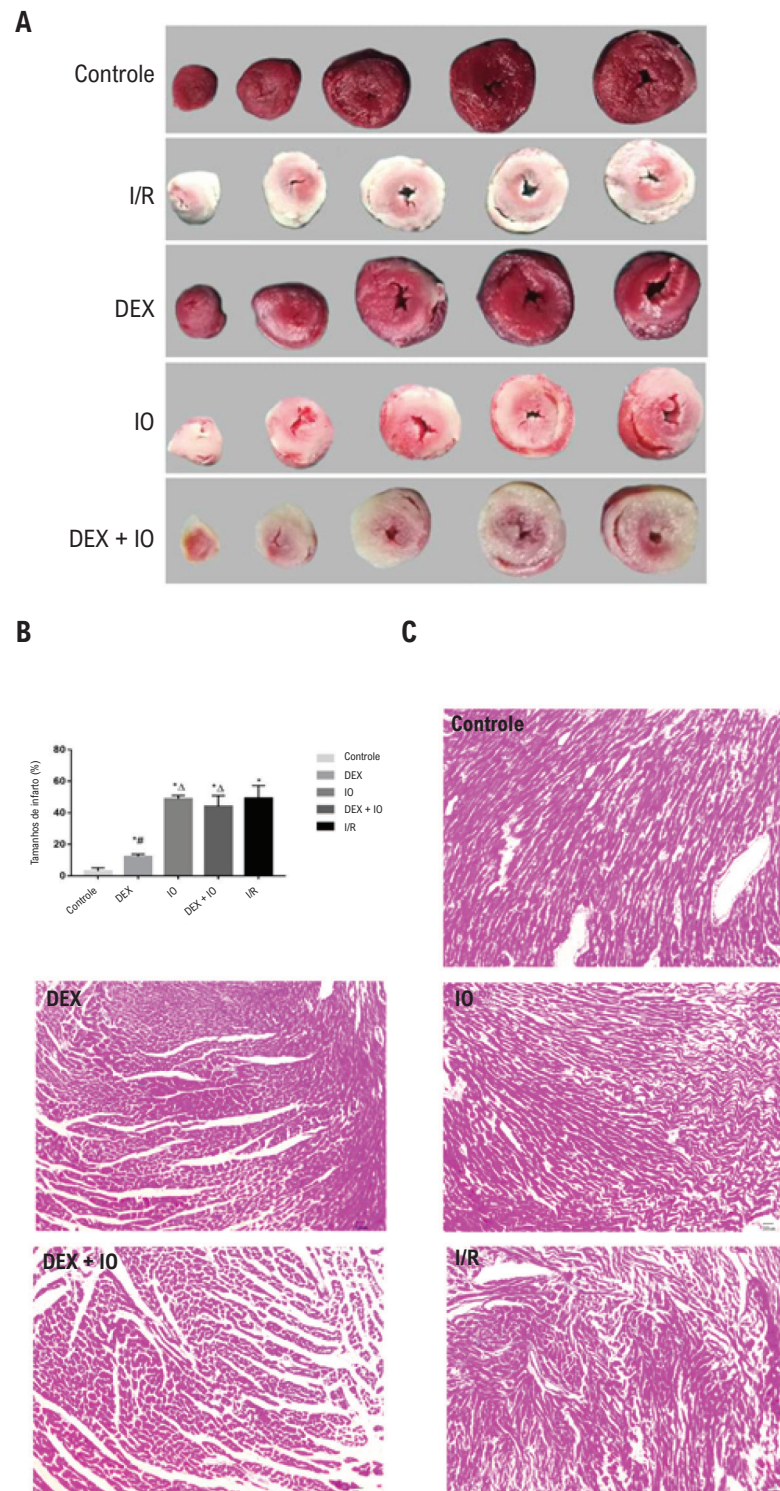 A
Controle
I/R
DEX
IO
DEX + IO
B
C
80
60
40
20
0
Tamanhos de infarto (%)
*#
*Δ
*Δ
*
Controle
DEX
IO
DEX + IO
I/R
Controle
DEX
IO
DEX + IO
I/R
Controle
DEX
IO
DEX + IO
I/R